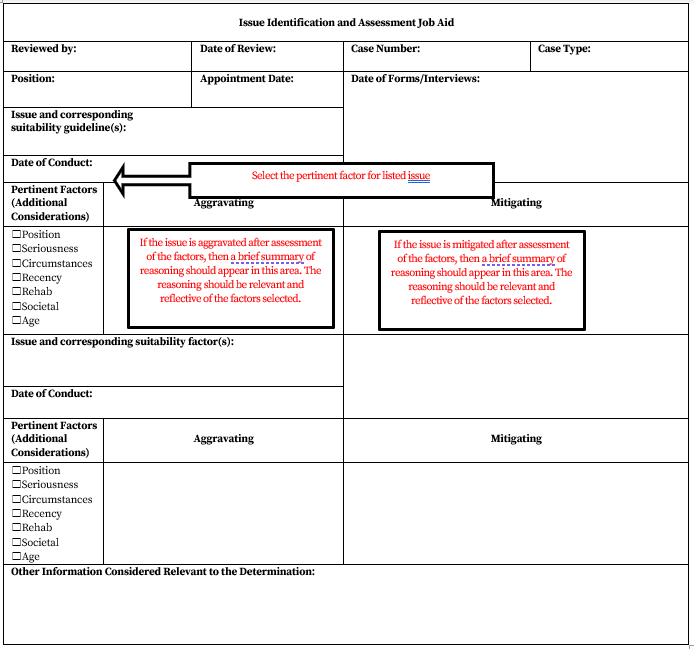 Issue Identification and Assessment Job Aid
Reviewed by: Date of Review: Case Number: Case Type:
Position: Appointment Date: Date of Forms/Interviews:
Issue and corresponding
suitability guideline(s):
Date of Conduct:
Select the pertinent factor for listed issue
Pertinent Factors
(Additional
Considerations)
Aggravating
Mitigating
☐Position
☐Seriousness
☐Circumstances
☐Recency
☐Rehab
☐Societal
☐Age
If the issue is aggravated after assessment
of the factors, then a brief summary of
reasoning should appear in this area. The
reasoning should be relevant and
reflective of the factors selected.
If the issue is mitigated after assessment
of the factors, then a brief summary of
reasoning should appear in this area. The
reasoning should be relevant and
reflective of the factors selected.
Issue and corresponding suitability factor(s):
Date of Conduct:
Pertinent Factors
(Additional
Considerations)
Aggravating
Mitigating
☐Position
☐Seriousness
☐Circumstances
☐Recency
☐Rehab
☐Societal
☐Age
Other Information Considered Relevant to the Determination: